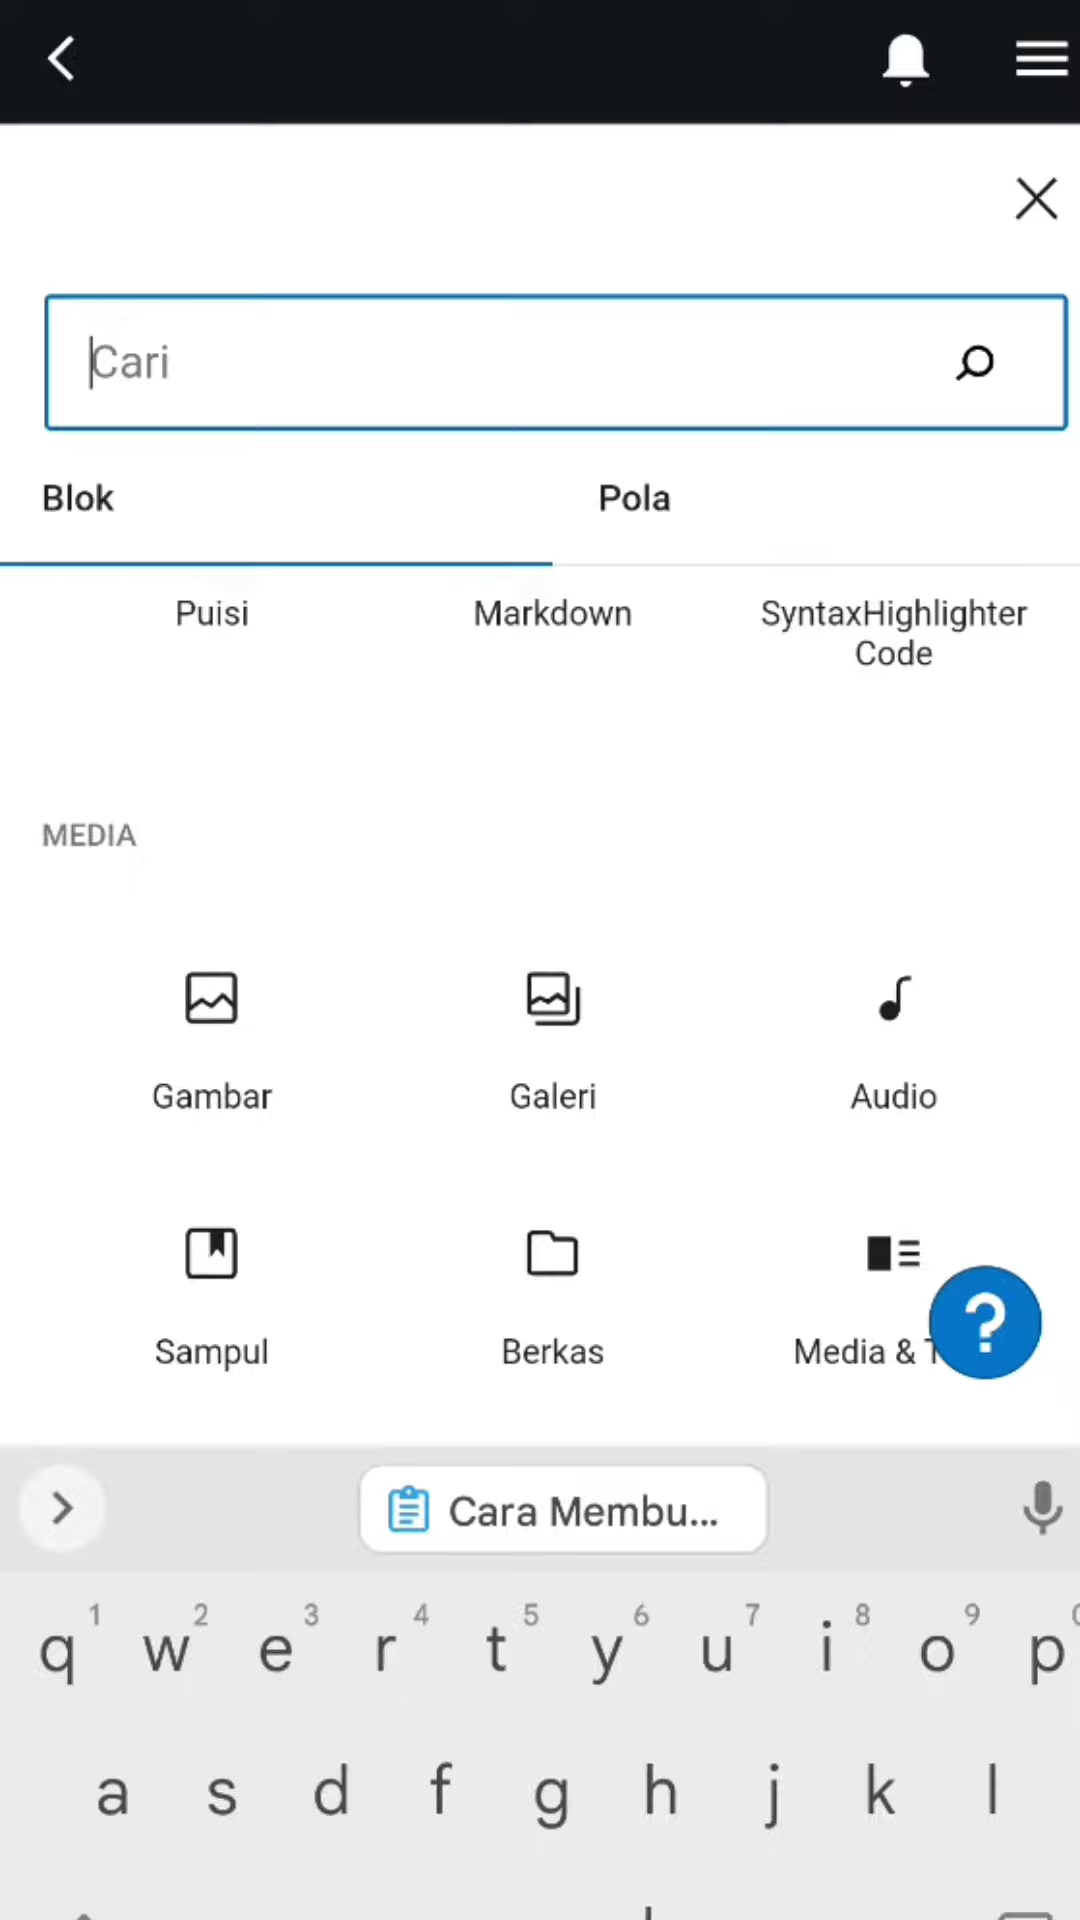 Cari
Blok Pola
Puisi Markdown SyntaxHighlighter
Code
MEDIA
Gambar Galeri Audio
Sampul Berkas Media &
?
Cara Membu...
1 2 3 4 5 6 7 8 9
q w e r t y u i o p
a s d f g h j k l